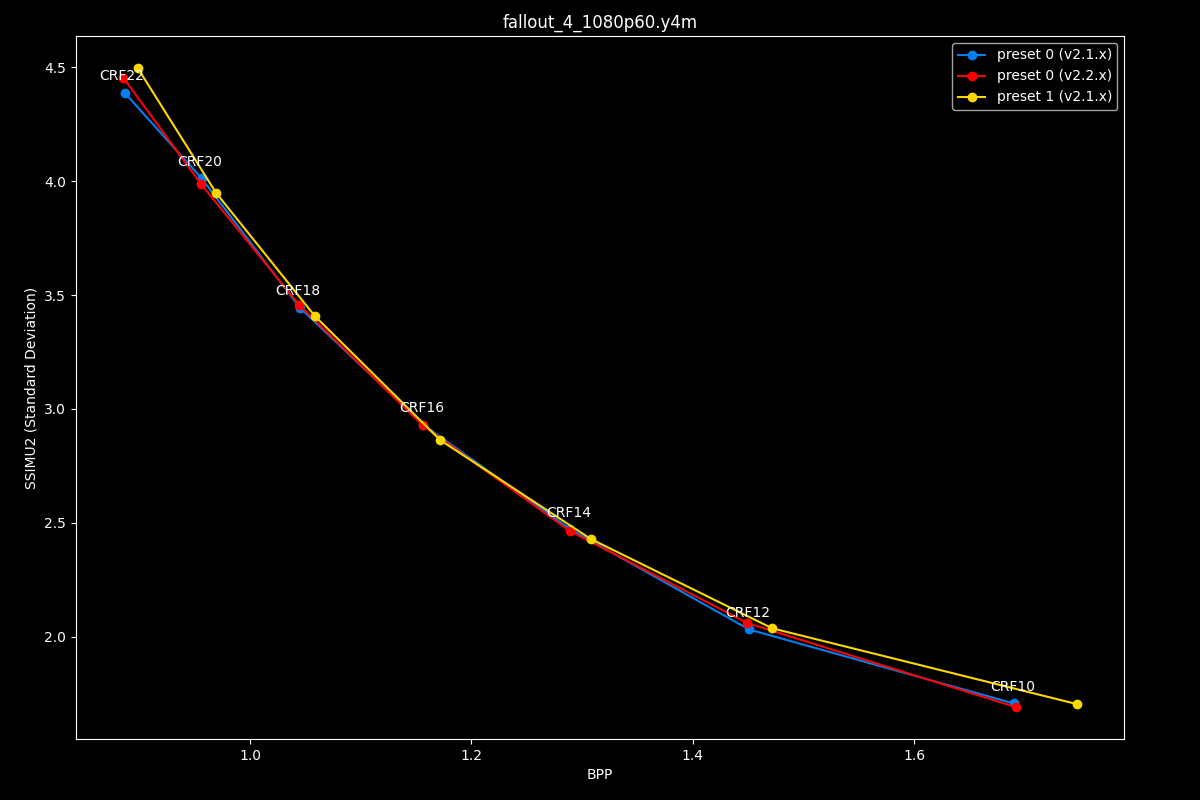 fallout_4_1080p60.y4m
preset 0 (v2.1.x)
preset 0 (v2.2.x)
preset 1 (v2.1.x)
4.5
4.0
3.5
3.0
2.5
2.0
SSIMU2 (Standard Deviation)
CRF22
CRF20
CRF18
CRF16
CRF14
CRF12
CRF10
1.0
1.2
1.4
1.6
BPP